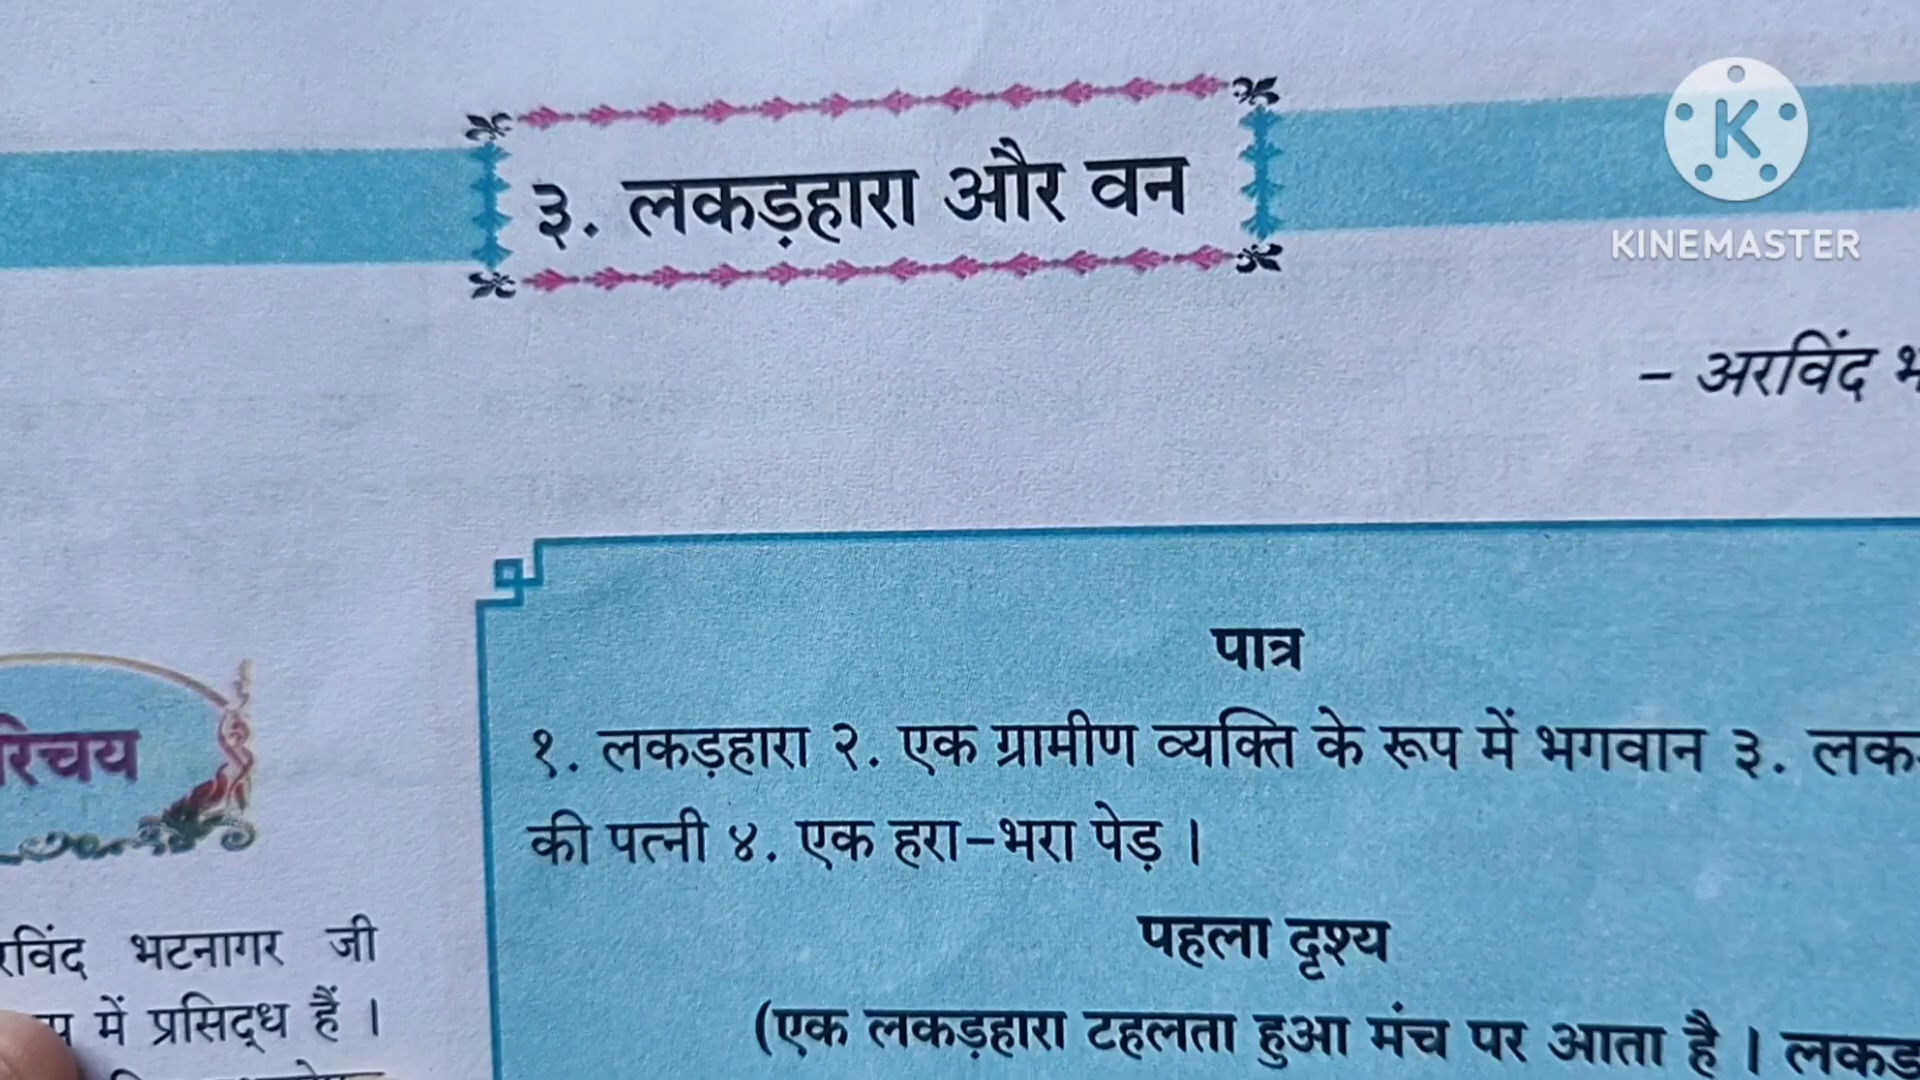 ३. लकड़हारा और वन
K
KINEMASTER
– अरविंद
पात्र
१. लकड़हारा २. एक ग्रामीण व्यक्ति के रूप में भगवान ३.
की पत्नी ४. एक हरा-भरा पेड़ ।
पहला दृश्य
(एक लकड़हारा टहलता हुआ मंच पर आता है ।
रिचय
रविंद भटनागर जी
में प्रसिद्ध हैं ।